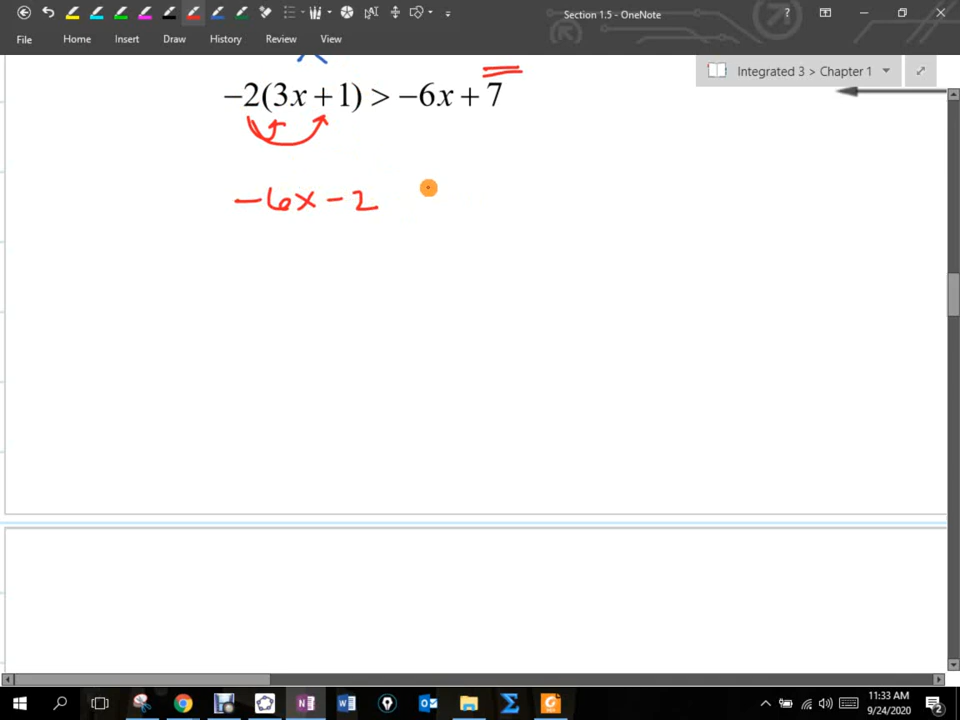 Section 1.5 - OneNote
File Home Insert Draw History Review View
Integrated 3 > Chapter 1
−2(3x + 1) > −6x + 7
−6x − 2
11:33 AM
9/24/2020
2